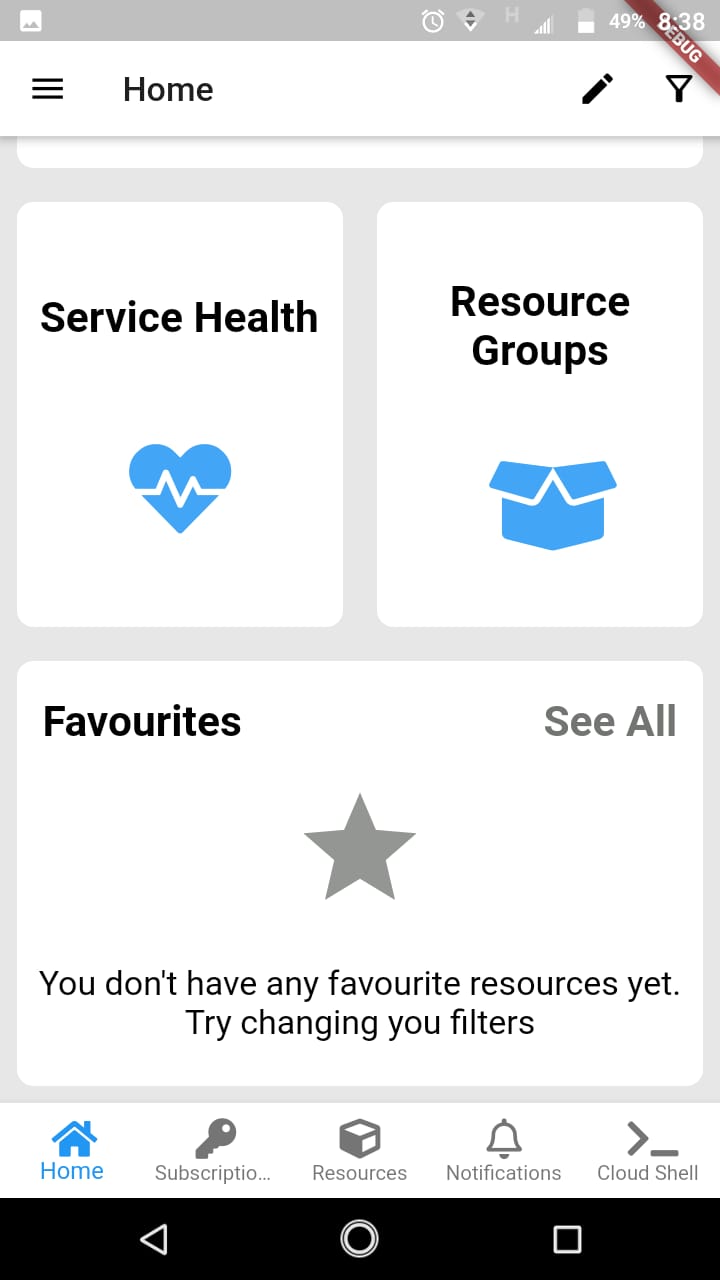 H 49% 8:38
DEBUG
Home
Service Health
Resource
Groups
Favourites See All
You don't have any favourite resources yet.
Try changing you filters
Home Subscriptio... Resources Notifications Cloud Shell